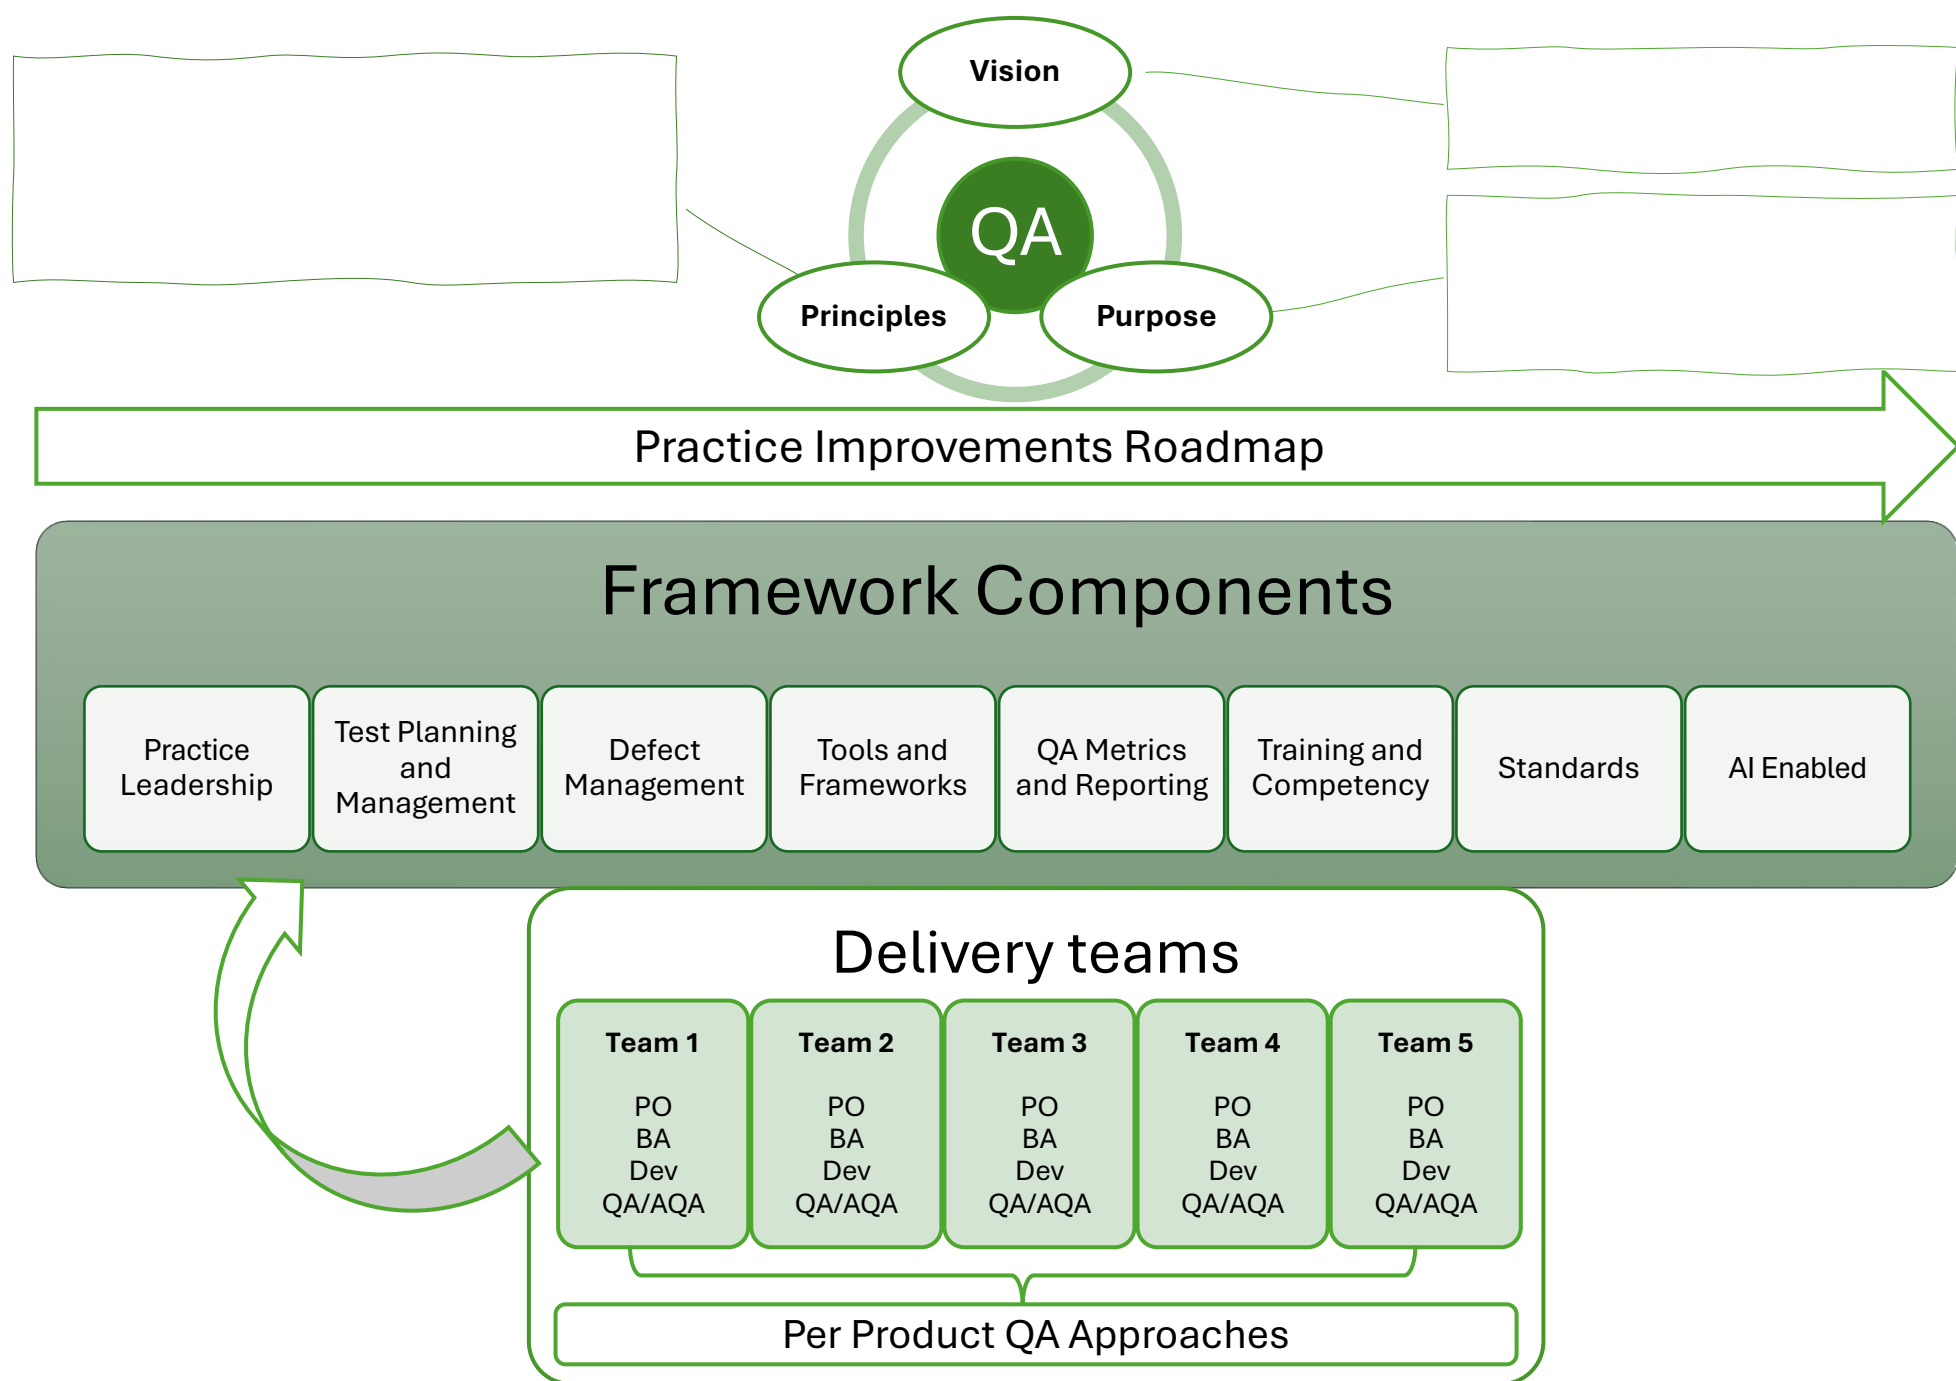 Vision
QA
Principles
Purpose
Practice Improvements Roadmap
Framework Components
Practice
Leadership
Test Planning
and
Management
Defect
Management
Tools and
Frameworks
QA Metrics
and Reporting
Training and
Competency
Standards
AI Enabled
Delivery teams
Team 1
PO
BA
Dev
QA/AQA
Team 2
PO
BA
Dev
QA/AQA
Team 3
PO
BA
Dev
QA/AQA
Team 4
PO
BA
Dev
QA/AQA
Team 5
PO
BA
Dev
QA/AQA
Per Product QA Approaches